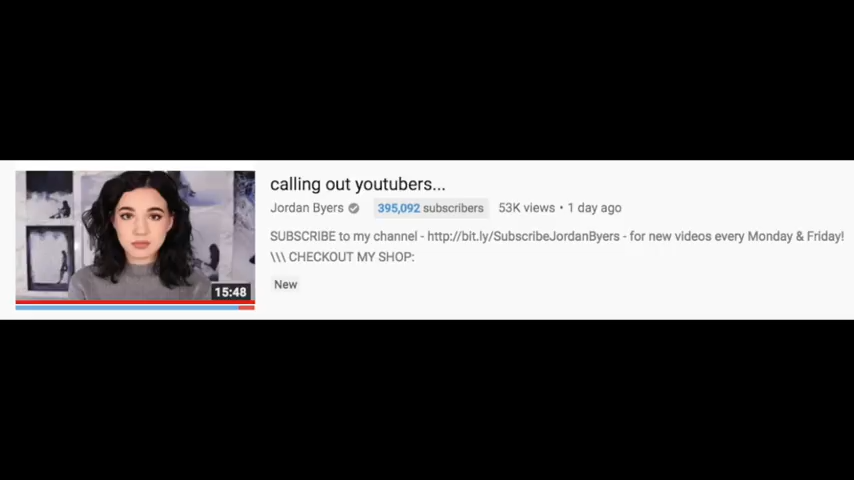 calling out youtubers...
Jordan Byers 395,092 subscribers 53K views • 1 day ago
SUBSCRIBE to my channel - http://bit.ly/SubscribeJordanByers - for new videos every Monday & Friday!
\\\ CHECKOUT MY SHOP:
15:48
New